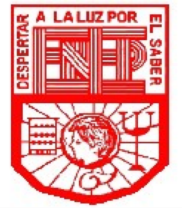 DESPERTAR A LA LUZ POR EL SABER
ENP